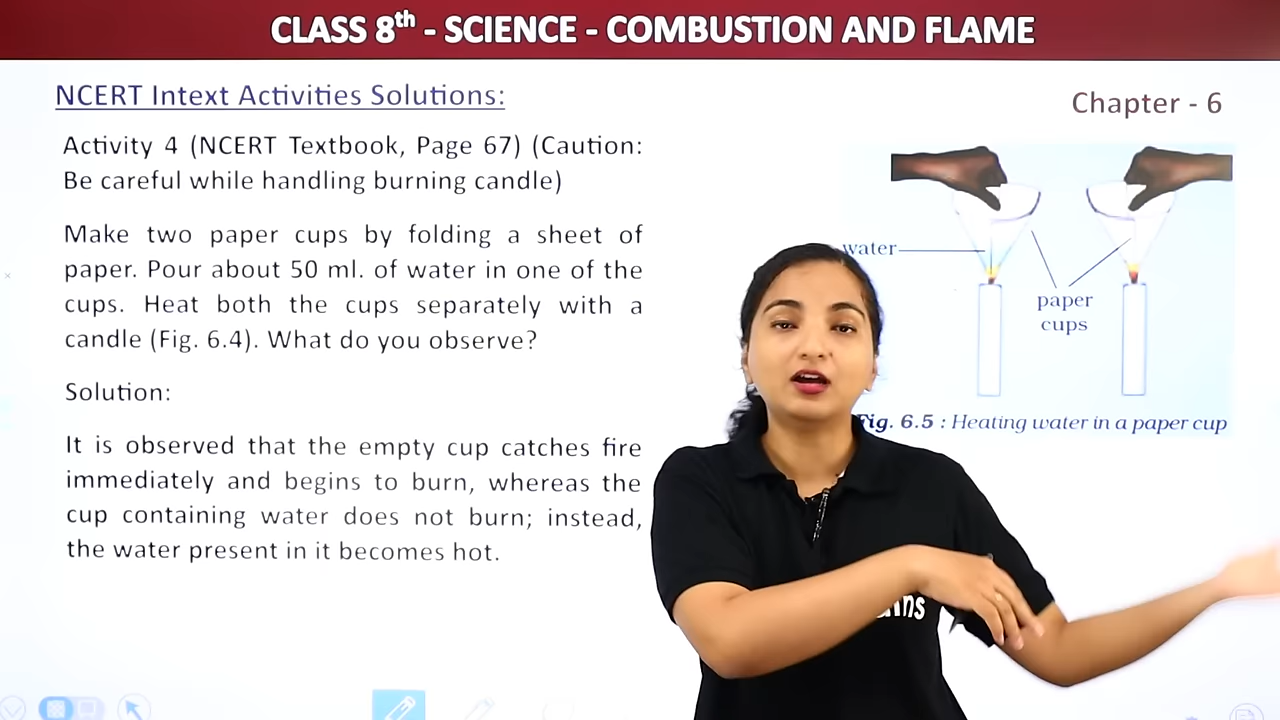 CLASS 8th - SCIENCE - COMBUSTION AND FLAME
NCERT Intext Activities Solutions:
Chapter - 6
Activity 4 (NCERT Textbook, Page 67) (Caution:
Be careful while handling burning candle)
Make two paper cups by folding a sheet of
paper. Pour about 50 ml. of water in one of the
cups. Heat both the cups separately with a
candle (Fig. 6.4). What do you observe?
Solution:
It is observed that the empty cup catches fire
immediately and begins to burn, whereas the
cup containing water does not burn; instead,
the water present in it becomes hot.
water
paper
cups
Fig. 6.5 : Heating water in a paper cup